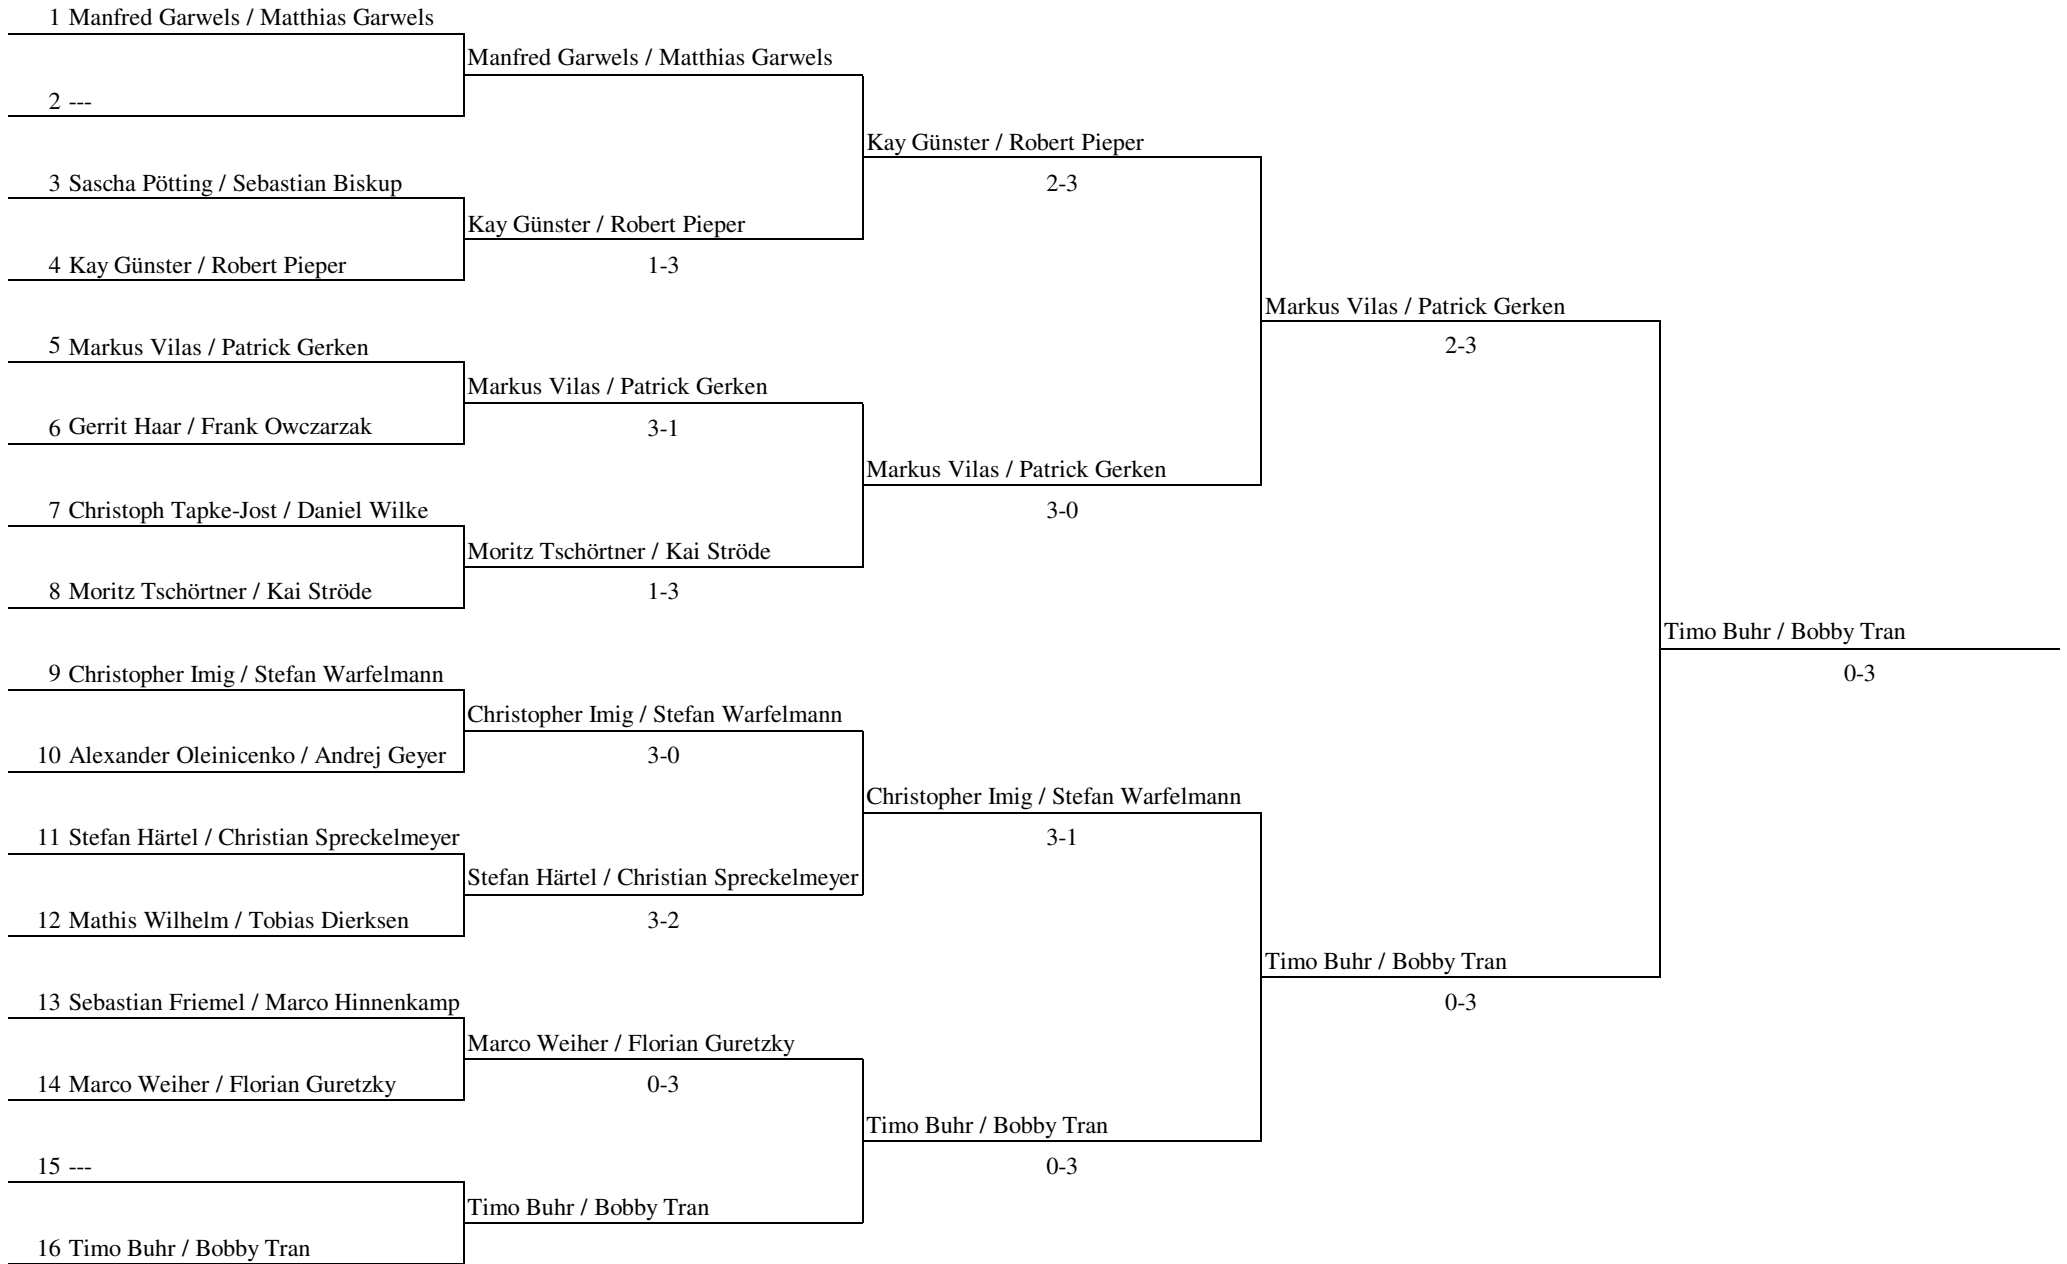 1 Manfred Garwels / Matthias Garwels
Manfred Garwels / Matthias Garwels
2 ---
Kay Günster / Robert Pieper
3 Sascha Pötting / Sebastian Biskup
2-3
Kay Günster / Robert Pieper
4 Kay Günster / Robert Pieper
1-3
Markus Vilas / Patrick Gerken
5 Markus Vilas / Patrick Gerken
2-3
Markus Vilas / Patrick Gerken
6 Gerrit Haar / Frank Owczarzak
3-1
Markus Vilas / Patrick Gerken
7 Christoph Tapke-Jost / Daniel Wilke
3-0
Moritz Tschörtner / Kai Ströde
8 Moritz Tschörtner / Kai Ströde
1-3
Timo Buhr / Bobby Tran
9 Christopher Imig / Stefan Warfelmann
0-3
Christopher Imig / Stefan Warfelmann
10 Alexander Oleinicenko / Andrej Geyer
3-0
Christopher Imig / Stefan Warfelmann
11 Stefan Härtel / Christian Spreckelmeyer
3-1
Stefan Härtel / Christian Spreckelmeyer
12 Mathis Wilhelm / Tobias Dierksen
3-2
Timo Buhr / Bobby Tran
13 Sebastian Friemel / Marco Hinnenkamp
0-3
Marco Weiher / Florian Guretzky
14 Marco Weiher / Florian Guretzky
0-3
Timo Buhr / Bobby Tran
15 ---
0-3
Timo Buhr / Bobby Tran
16 Timo Buhr / Bobby Tran